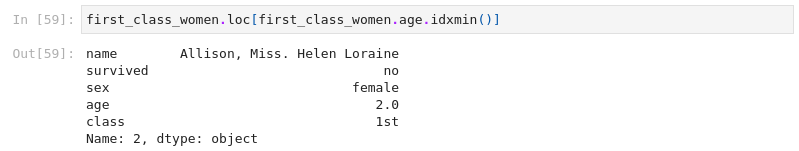 In [59]: first_class_women.loc[first_class_women.age.idxmin()]
Out[59]: name        Allison, Miss. Helen Loraine
survived                              no
sex                               female
age                                  2.0
class                                1st
Name: 2, dtype: object